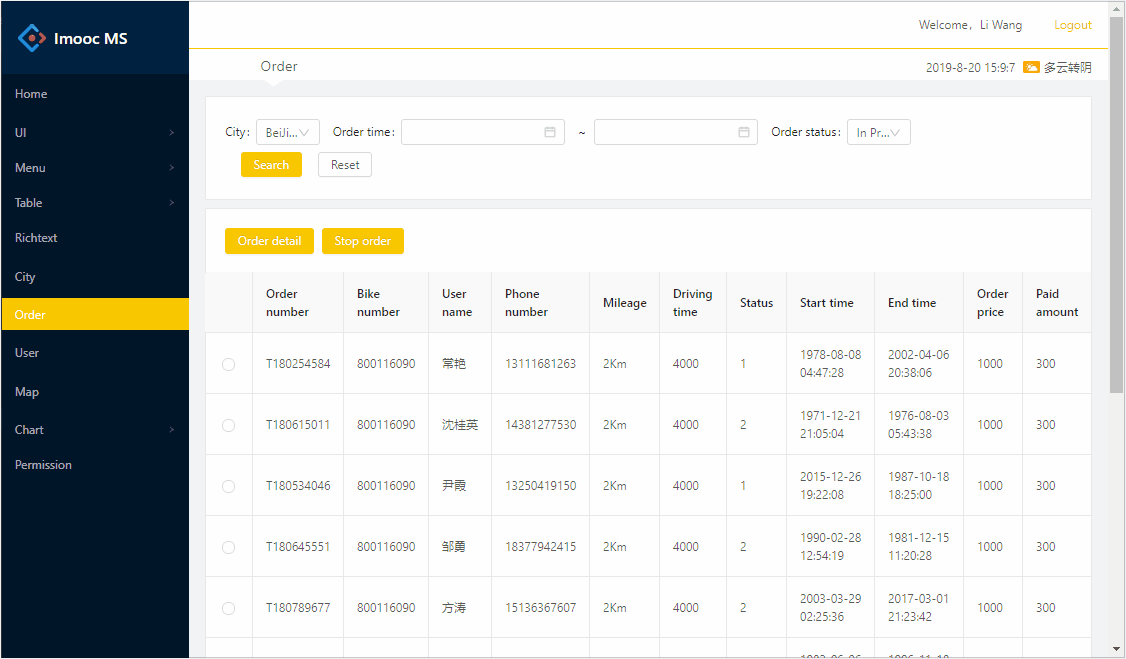 Imooc MS
Welcome，Li Wang Logout
Order
2019-8-20 15:9:7 多云转阴
Home
UI
Menu
Table
Richtext
City
Order
User
Map
Chart
Permission
City: BeiJi... Order time: ~ Order status: In Pr...
Search Reset
Order detail Stop order
Order number Bike number User name Phone number Mileage Driving time Status Start time End time Order price Paid amount
T180254584 800116090 常艳 13111681263 2Km 4000 1 1978-08-08 04:47:28 2002-04-06 20:38:06 1000 300
T180615011 800116090 沈桂英 14381277530 2Km 4000 2 1971-12-21 21:05:04 1976-08-03 05:43:38 1000 300
T180534046 800116090 尹霞 13250419150 2Km 4000 1 2015-12-26 19:22:08 1987-10-18 18:25:00 1000 300
T180645551 800116090 邹勇 18377942415 2Km 4000 2 1990-02-28 12:54:19 1981-12-15 11:20:28 1000 300
T180789677 800116090 方涛 15136367607 2Km 4000 2 2003-03-29 02:25:36 2017-03-01 21:23:42 1000 300